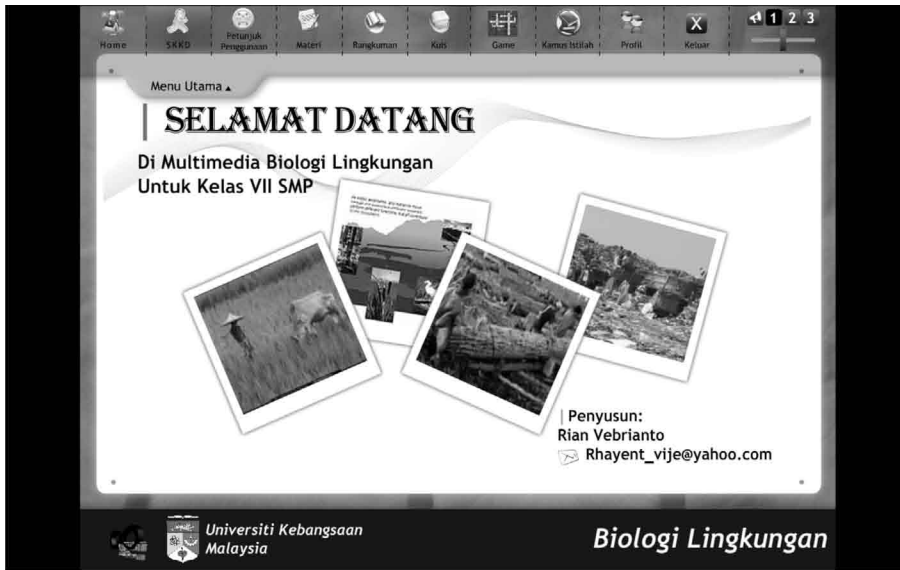 Home
SKKD
Petunjuk
Penggunaan
Materi
Rangkuman
Kuis
Game
Kamus Istilah
Profil
X
Keluar
1 2 3
Menu Utama
SELAMAT DATANG
Di Multimedia Biologi Lingkungan
Untuk Kelas VII SMP
Penyusun:
Rian Vebrianto
Rhayent_vije@yahoo.com
Universiti Kebangsaan
Malaysia
Biologi Lingkungan